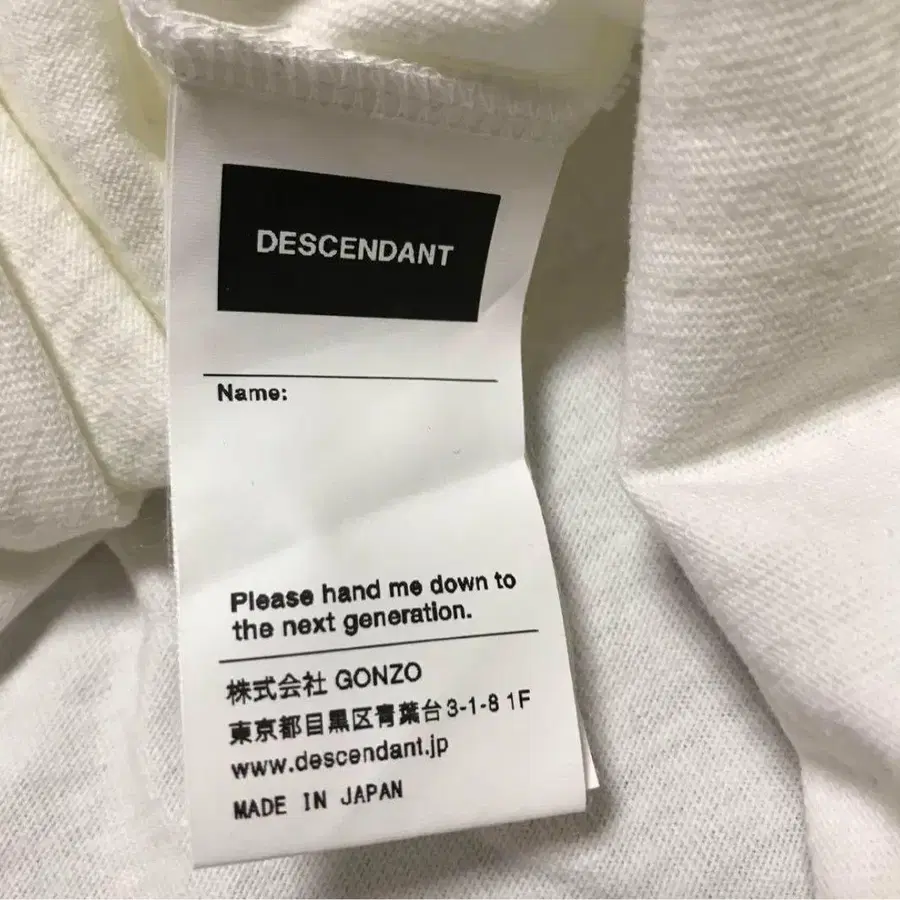 DESCENDANT
Name:
Please hand me down to
the next generation.
株式会社 GONZO
東京都目黒区青葉台3-1-8 1F
www.descendant.jp
MADE IN JAPAN